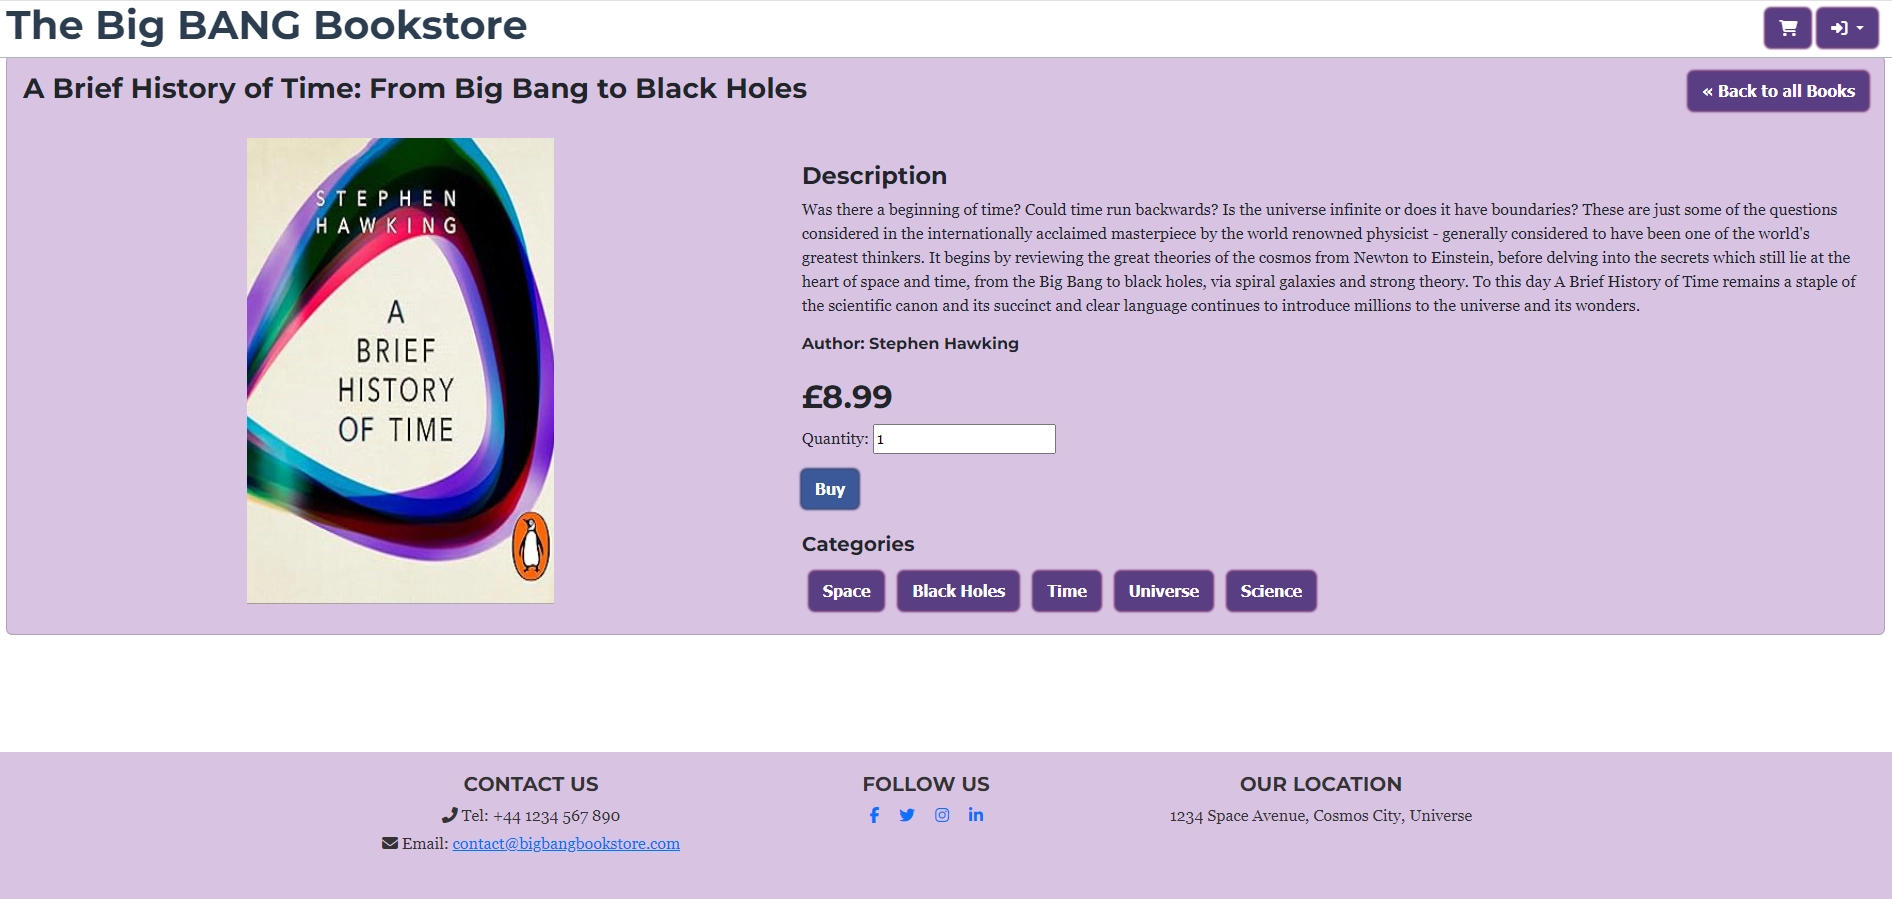 The Big BANG Bookstore
A Brief History of Time: From Big Bang to Black Holes
« Back to all Books
STEPHEN
HAWKING
A
BRIEF
HISTORY
OF TIME
Description
Was there a beginning of time? Could time run backwards? Is the universe infinite or does it have boundaries? These are just some of the questions
considered in the internationally acclaimed masterpiece by the world renowned physicist - generally considered to have been one of the world's
greatest thinkers. It begins by reviewing the great theories of the cosmos from Newton to Einstein, before delving into the secrets which still lie at the
heart of space and time, from the Big Bang to black holes, via spiral galaxies and strong theory. To this day A Brief History of Time remains a staple of
the scientific canon and its succinct and clear language continues to introduce millions to the universe and its wonders.
Author: Stephen Hawking
£8.99
Quantity: 1
Buy
Categories
Space Black Holes Time Universe Science
CONTACT US
Tel: +44 1234 567 890
Email: contact@bigbangbookstore.com
FOLLOW US
OUR LOCATION
1234 Space Avenue, Cosmos City, Universe